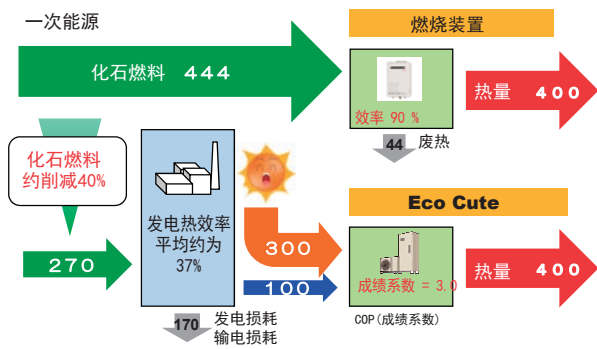 一次能源
燃烧装置
化石燃料 444
热量 400
效率 90 %
44 废热
化石燃料
约削减40%
Eco Cute
发电热效率
平均约为
37%
300
270
100
成绩系数 = 3.0
热量 400
170
发电损耗
输电损耗
COP(成绩系数)